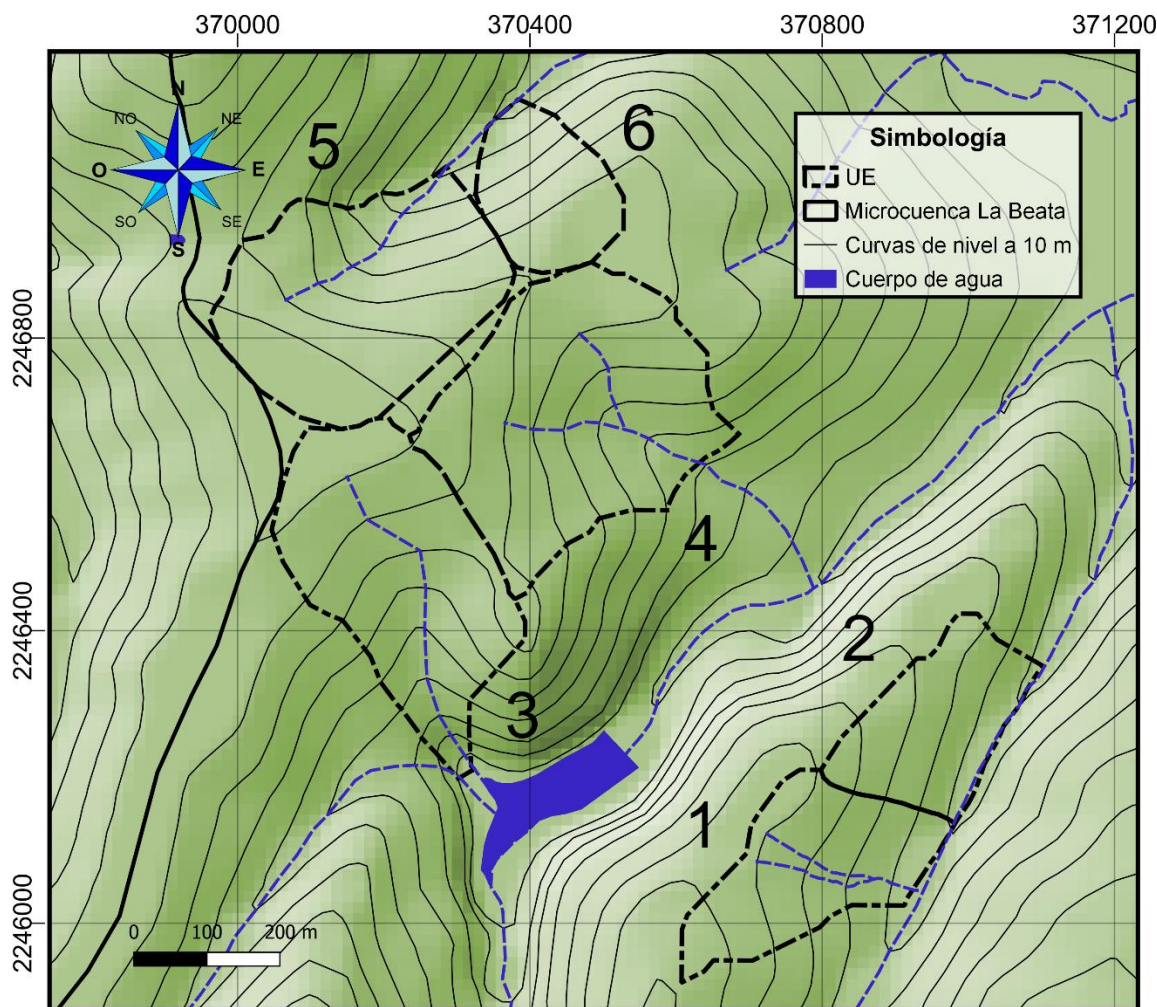 370000 370400 370800 371200
N
NO NE
O E
SO SE
S
5
6
Simbología
UE
Microcuenca La Beata
Curvas de nivel a 10 m
Cuerpo de agua
2246800
4
2246400
2
3
1
2246000
0 100 200 m